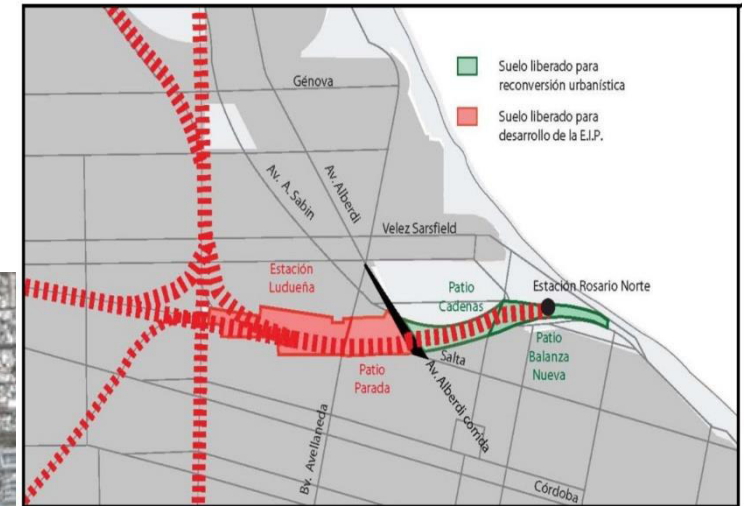 Suelo liberado para
reconversión urbanística
Suelo liberado para
desarrollo de la E.I.P.
Génova
Av. A. Sabin
Av. Alberdi
Velez Sarsfield
Estación
Ludueña
Patio
Cadenas
Estación Rosario Norte
Patio
Parada
Salta
Patio
Balanza
Nueva
Av. Alberdi corrida
Bv. Avellaneda
Córdoba